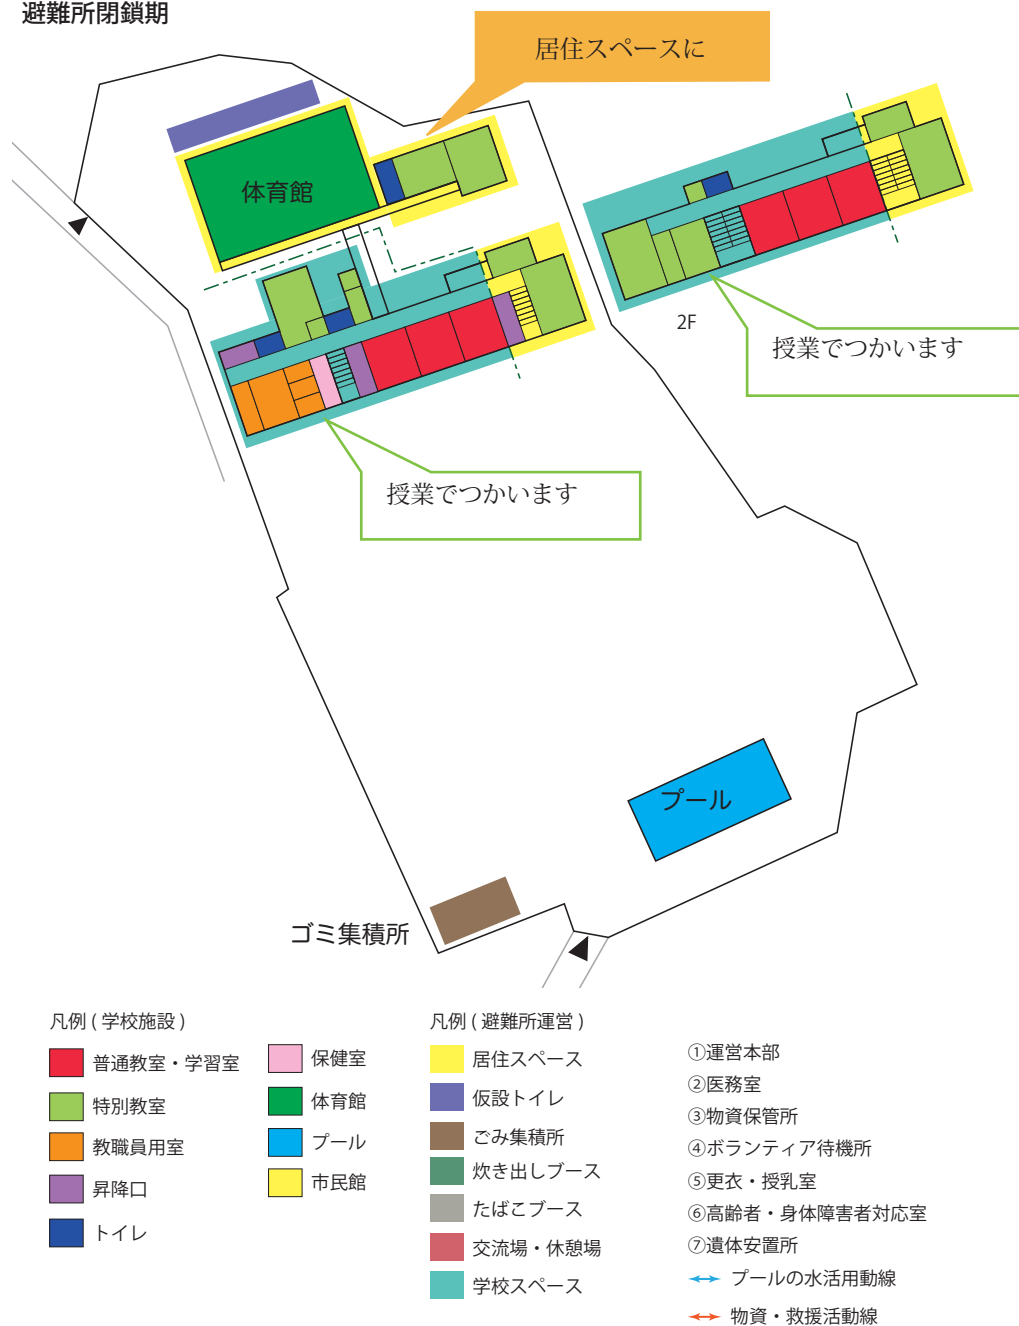 避難所閉鎖期
居住スペースに
体育館
2F
授業でつかいます
授業でつかいます
プール
ゴミ集積所
凡例 ( 学校施設 )
普通教室・学習室
特別教室
教職員用室
昇降口
トイレ
保健室
体育館
プール
市民館
凡例 ( 避難所運営 )
居住スペース
仮設トイレ
ごみ集積所
炊き出しブース
たばこブース
交流場・休憩場
学校スペース
①運営本部
②医務室
③物資保管所
④ボランティア待機所
⑤更衣・授乳室
⑥高齢者・身体障害者対応室
⑦遺体安置所
プールの水活用動線
物資・救援活動線